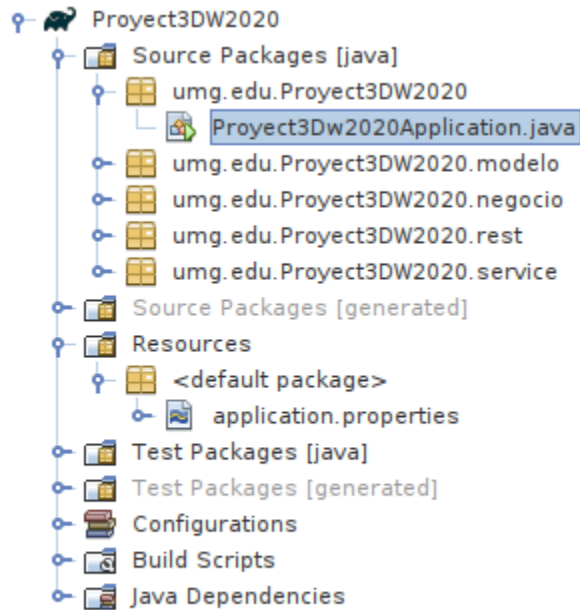 Proyect3DW2020
Source Packages [java]
umg.edu.Proyect3DW2020
Proyect3Dw2020Application.java
umg.edu.Proyect3DW2020.modelo
umg.edu.Proyect3DW2020.negocio
umg.edu.Proyect3DW2020.rest
umg.edu.Proyect3DW2020.service
Source Packages [generated]
Resources
<default package>
application.properties
Test Packages [java]
Test Packages [generated]
Configurations
Build Scripts
Java Dependencies